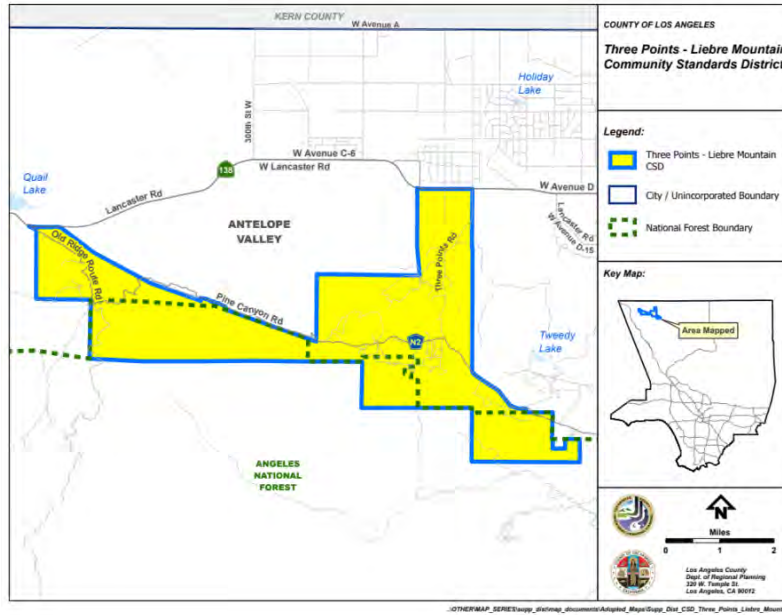 KERN COUNTY
W Avenue A
Holiday
Lake
300th St W
W Avenue C-6
138
W Lancaster Rd
W Avenue D
Quail
Lake
Lancaster Rd
Lancaster Rd
W Avenue D-15
ANTELOPE
VALLEY
Old Ridge Route Rd
Three Points Rd
Pine Canyon Rd
N2
Tweedy
Lake
ANGELES
NATIONAL
FOREST
COUNTY OF LOS ANGELES
Three Points - Liebre Mountain
Community Standards District
Legend:
Three Points - Liebre Mountain
CSD
City / Unincorporated Boundary
National Forest Boundary
Key Map:
Area Mapped
N
Miles
0 1 2
Los Angeles County
Dept. of Regional Planning
320 W. Temple St.
Los Angeles, CA 90012